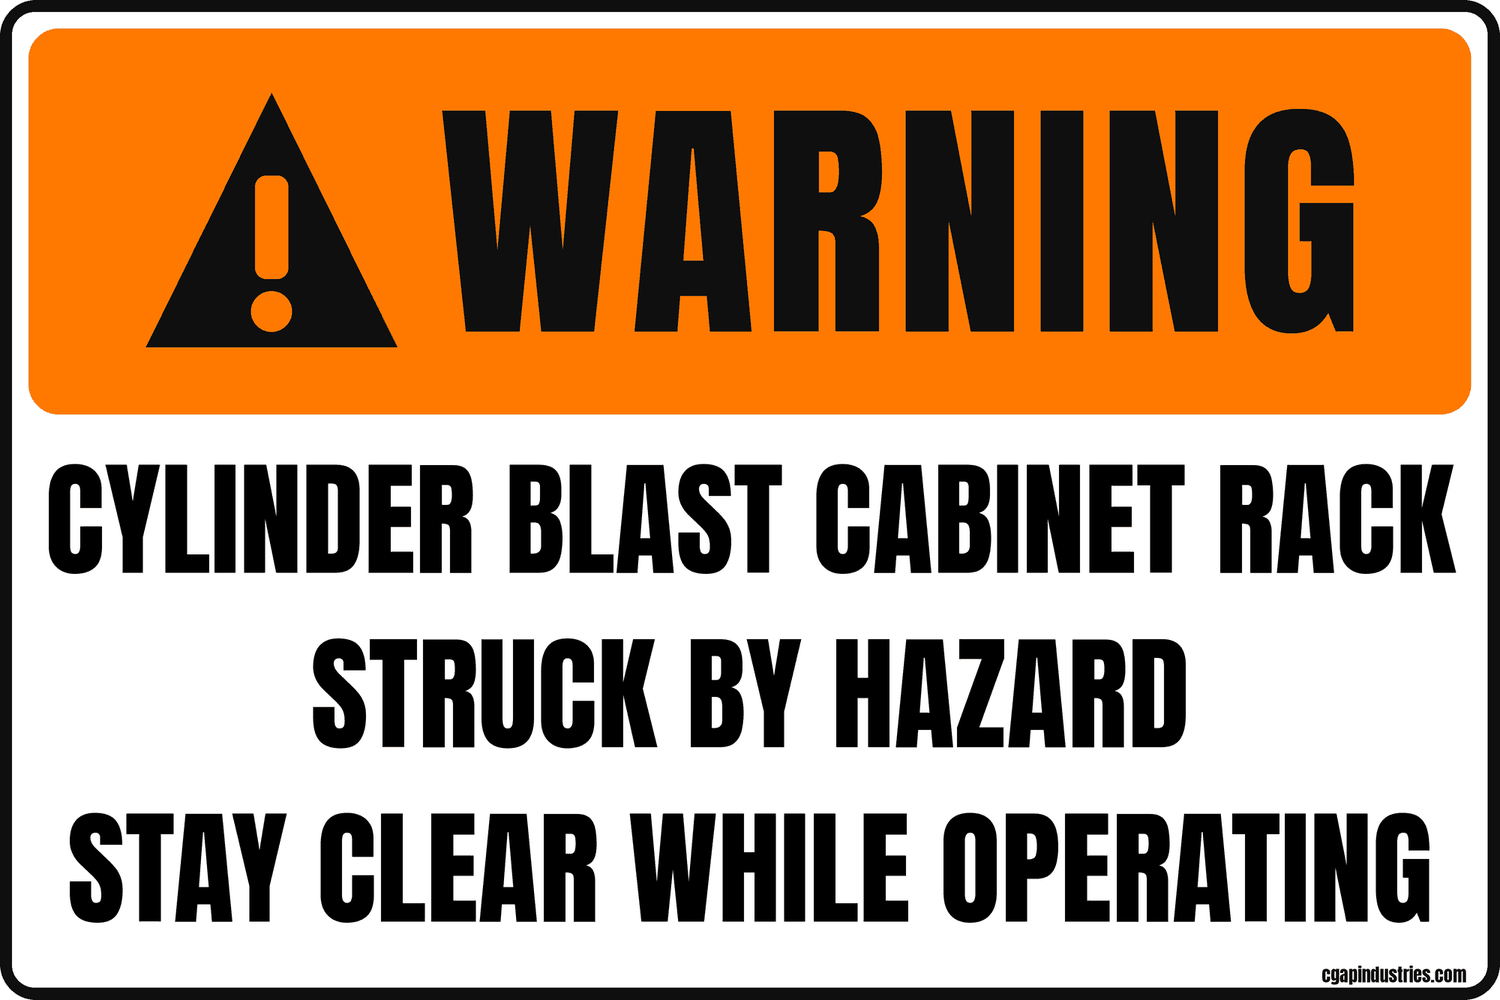 WARNING
CYLINDER BLAST CABINET RACK
STRUCK BY HAZARD
STAY CLEAR WHILE OPERATING
cgapindustries.com